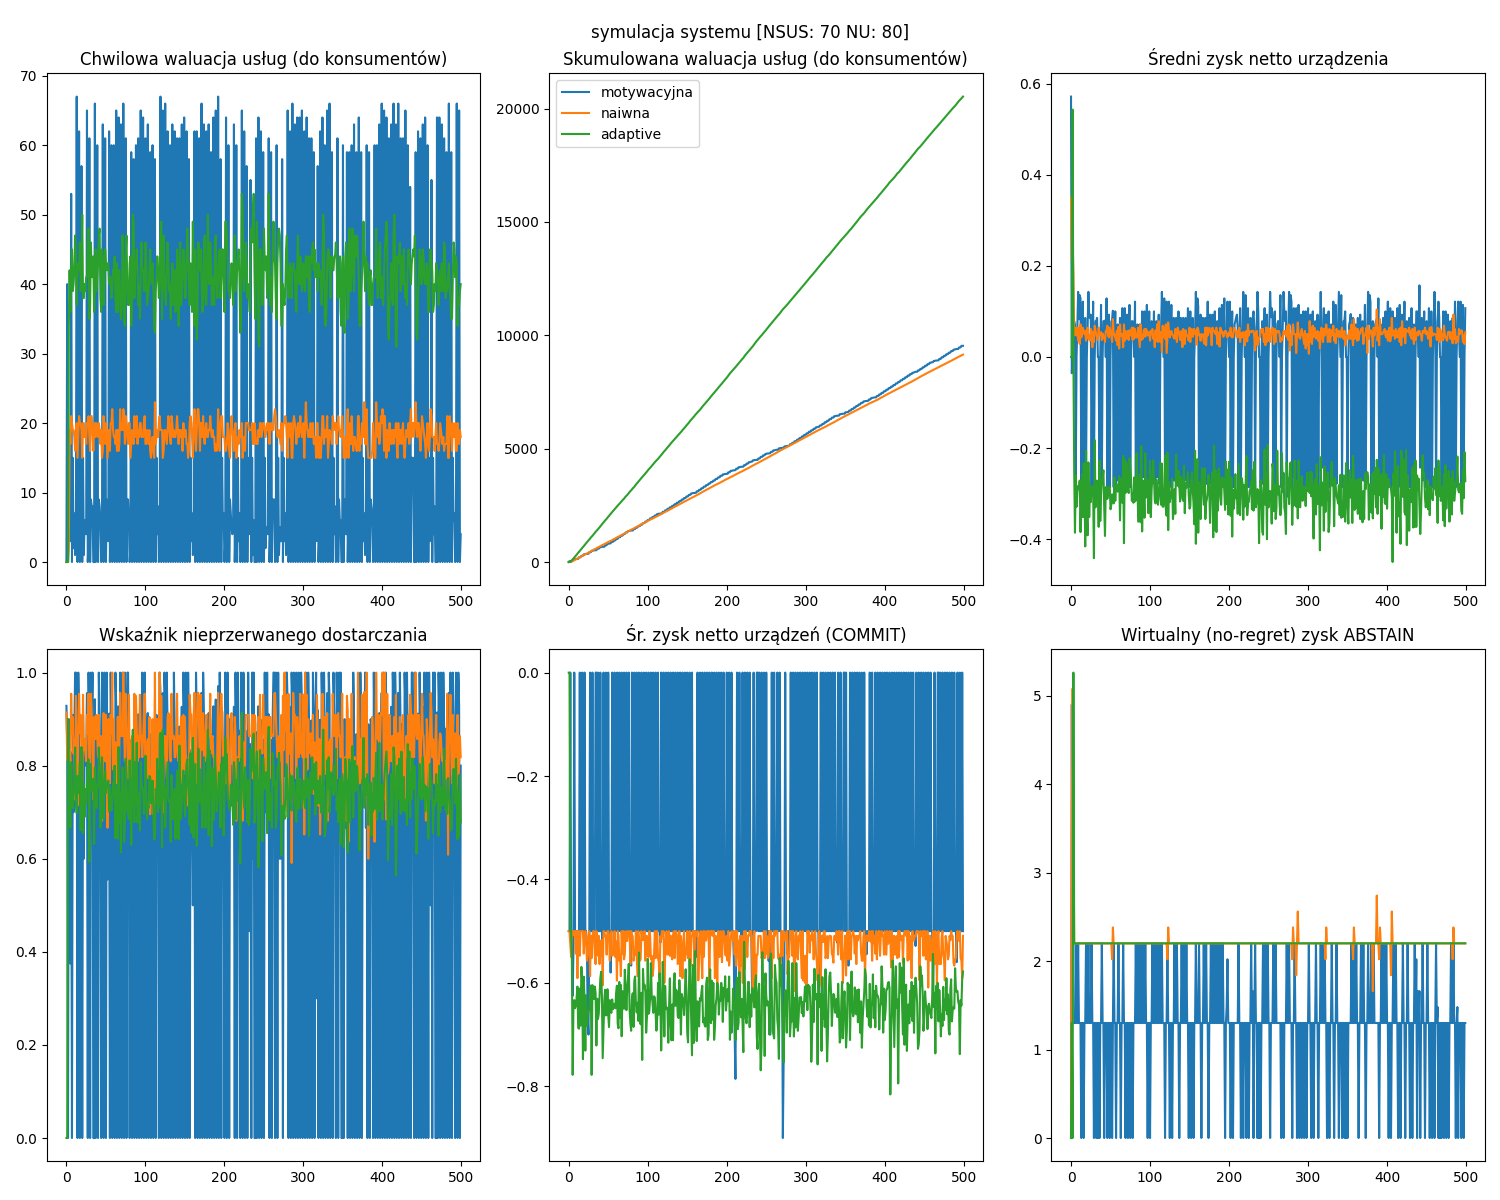 symulacja systemu [NSUS: 70 NU: 80]
Chwilowa waluacja usług (do konsumentów)
70
60
50
40
30
20
10
0
0 100 200 300 400 500
Skumulowana waluacja usług (do konsumentów)
motywacyjna
naiwna
adaptive
20000
15000
10000
5000
0
0 100 200 300 400 500
Średni zysk netto urządzenia
0.6
0.4
0.2
0.0
−0.2
−0.4
0 100 200 300 400 500
Wskaźnik nieprzerwanego dostarczania
1.0
0.8
0.6
0.4
0.2
0.0
0 100 200 300 400 500
Śr. zysk netto urządzeń (COMMIT)
0.0
−0.2
−0.4
−0.6
−0.8
0 100 200 300 400 500
Wirtualny (no-regret) zysk ABSTAIN
5
4
3
2
1
0
0 100 200 300 400 500